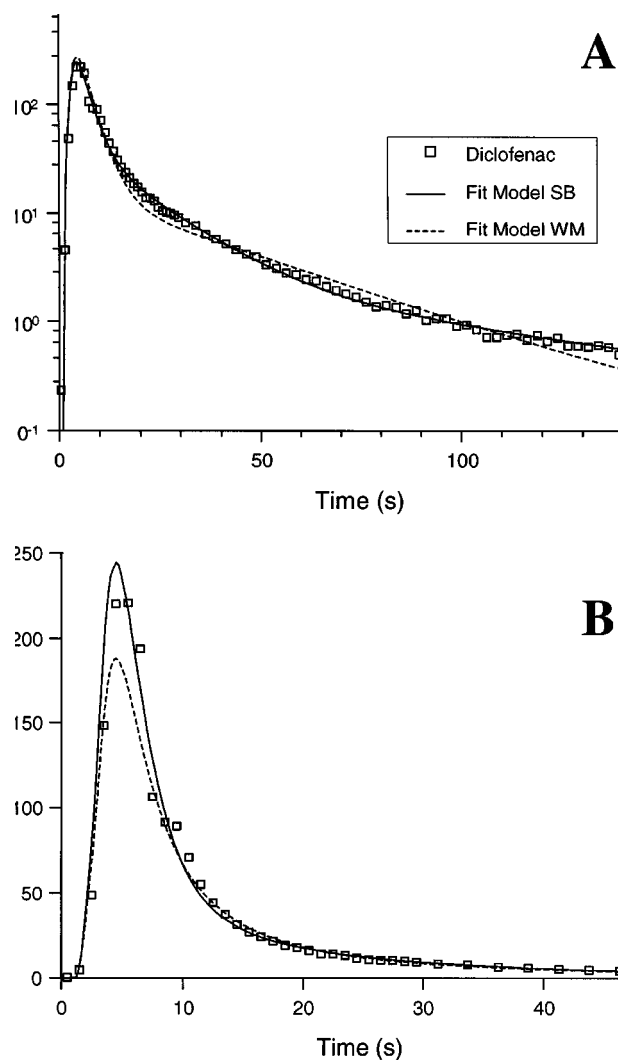 A
10²
10¹
10⁰
0⁻¹
Diclofenac
Fit Model SB
Fit Model WM
0 50 100
Time (s)
B
250
200
150
100
50
0
0 10 20 30 40
Time (s)